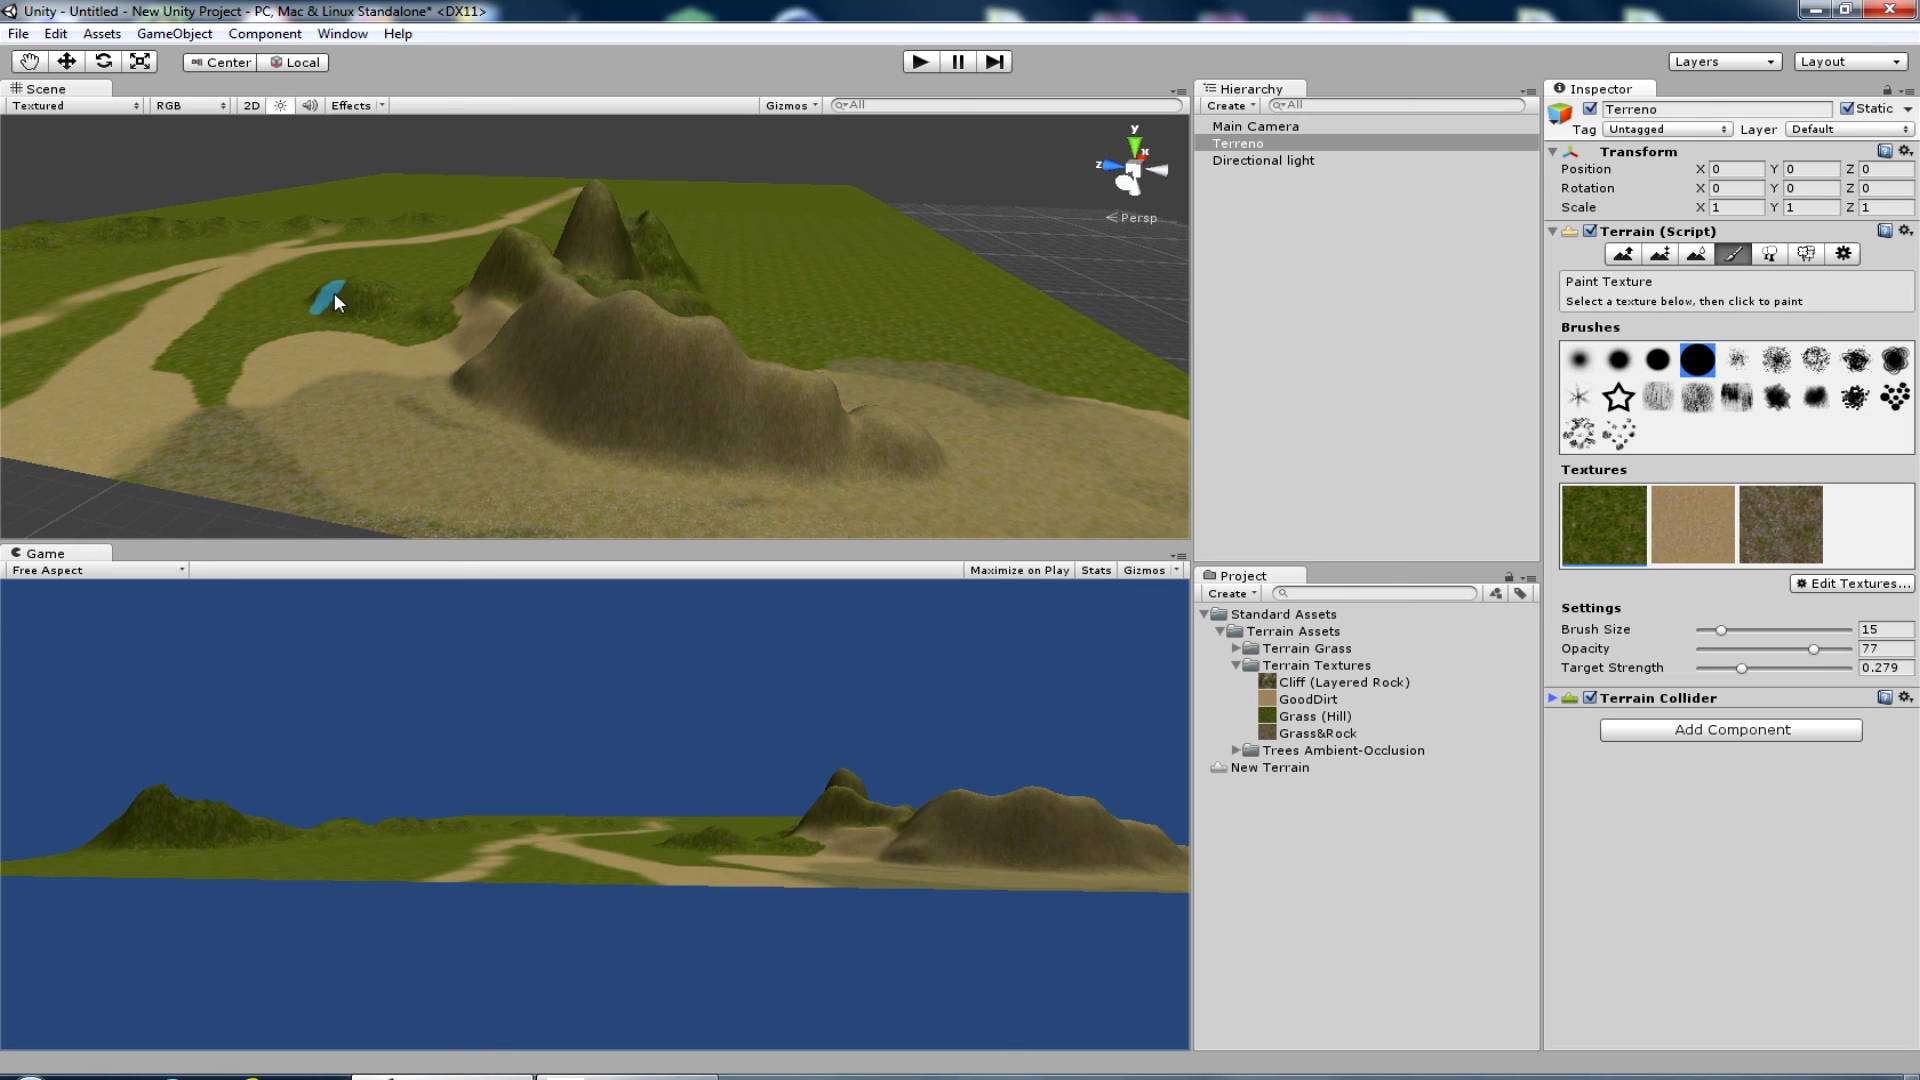 Unity - Untitled - New Unity Project - PC, Mac & Linux Standalone* <DX11>
File Edit Assets GameObject Component Window Help
Center Local Layers Layout
Scene
Textured RGB 2D Effects Gizmos All
y
x
z
Persp
Game
Free Aspect Maximize on Play Stats Gizmos
Hierarchy
Create All
Main Camera
Terreno
Directional light
Project
Create
Standard Assets
Terrain Assets
Terrain Grass
Terrain Textures
Cliff (Layered Rock)
GoodDirt
Grass (Hill)
Grass&Rock
Trees Ambient-Occlusion
New Terrain
Inspector
Terreno Static
Tag Untagged Layer Default
Transform
Position X 0 Y 0 Z 0
Rotation X 0 Y 0 Z 0
Scale X 1 Y 1 Z 1
Terrain (Script)
Paint Texture
Select a texture below, then click to paint
Brushes
Textures
Edit Textures...
Settings
Brush Size 15
Opacity 77
Target Strength 0.279
Terrain Collider
Add Component